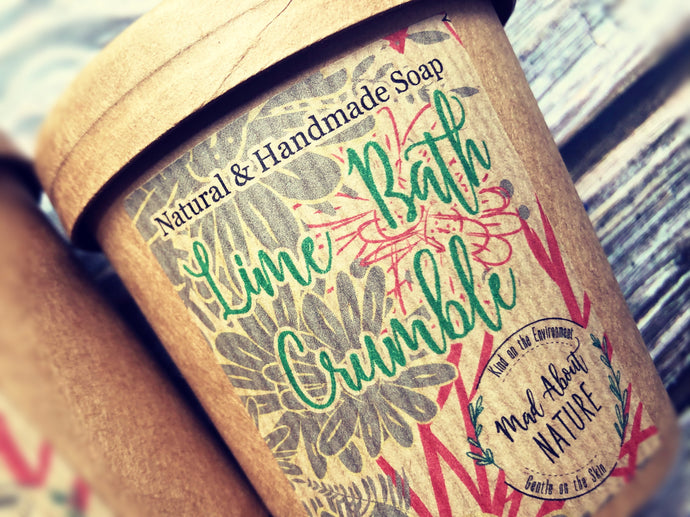 Natural & Handmade Soap
Lime Bath
Crumble
Kind on the Environment
Mad About
NATURE
Gentle on the Skin